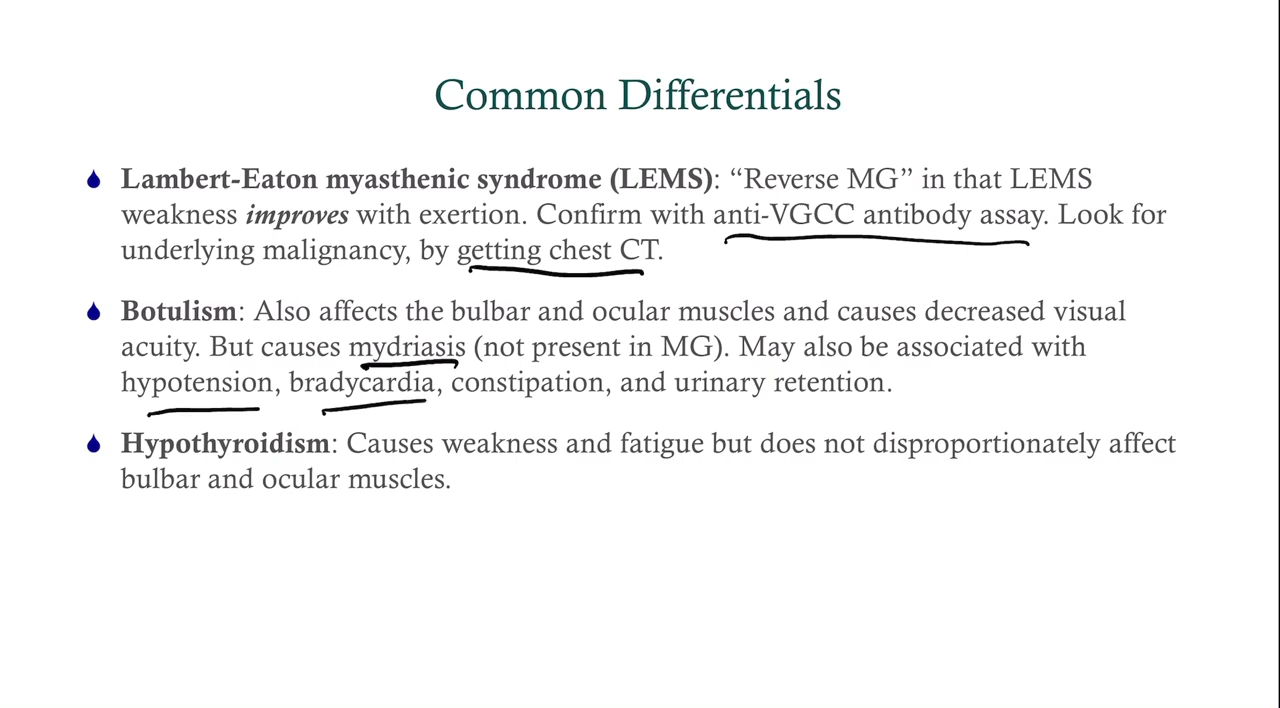 Common Differentials
Lambert-Eaton myasthenic syndrome (LEMS): “Reverse MG” in that LEMS
weakness improves with exertion. Confirm with anti-VGCC antibody assay. Look for
underlying malignancy, by getting chest CT.
Botulism: Also affects the bulbar and ocular muscles and causes decreased visual
acuity. But causes mydriasis (not present in MG). May also be associated with
hypotension, bradycardia, constipation, and urinary retention.
Hypothyroidism: Causes weakness and fatigue but does not disproportionately affect
bulbar and ocular muscles.